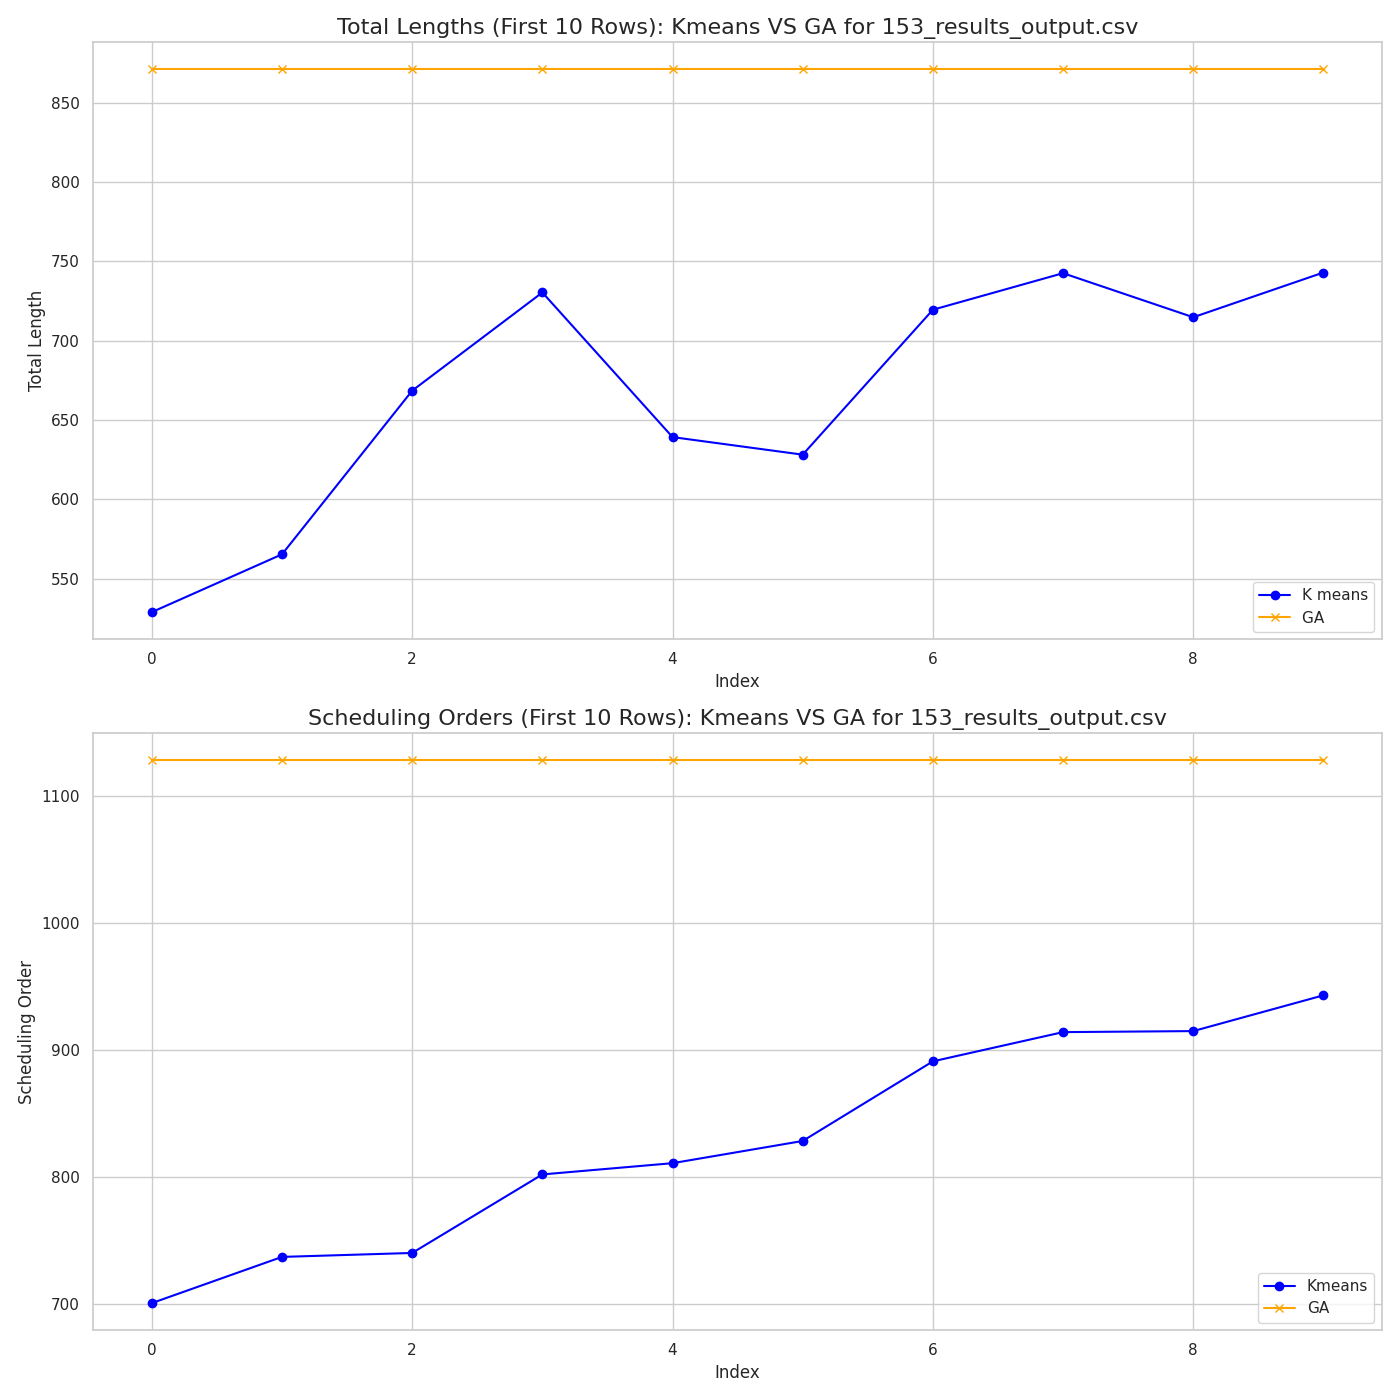 Total Lengths (First 10 Rows): Kmeans VS GA for 153_results_output.csv
850
800
750
700
650
600
550
Total Length
K means
GA
0 2 4 6 8
Index
Scheduling Orders (First 10 Rows): Kmeans VS GA for 153_results_output.csv
1100
1000
900
800
700
Scheduling Order
Kmeans
GA
0 2 4 6 8
Index